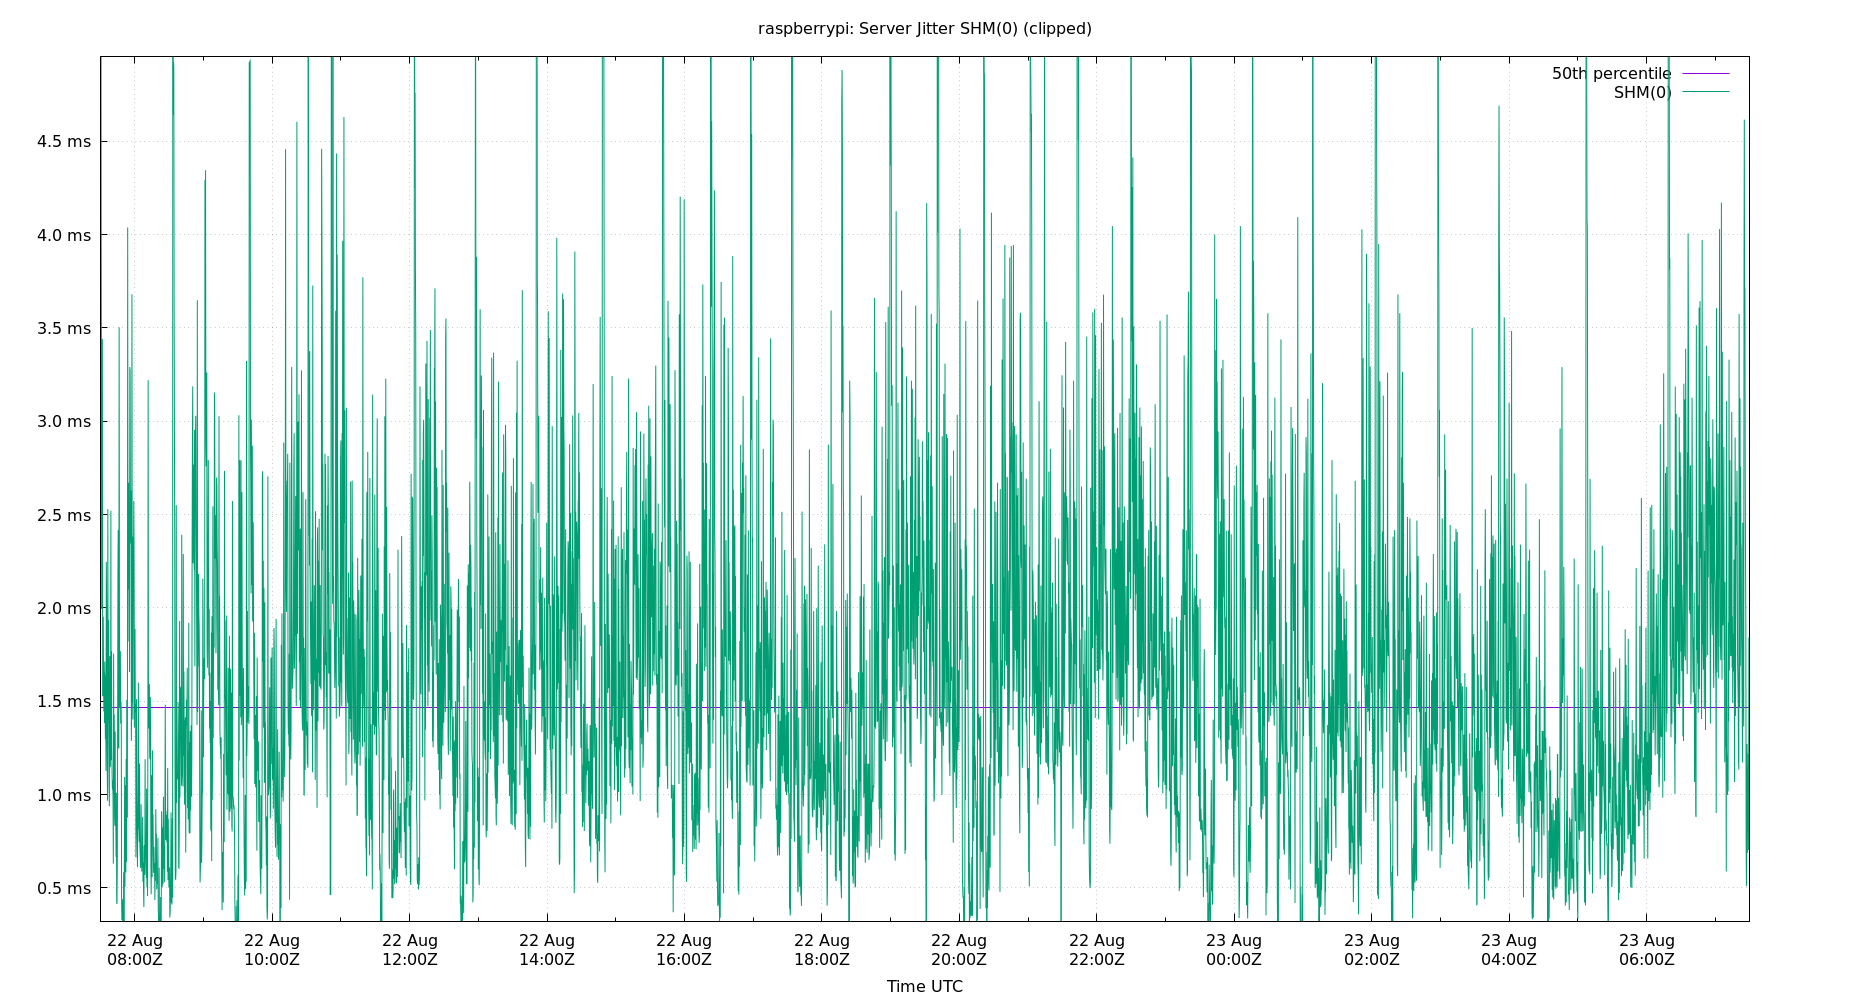 raspberrypi: Server Jitter SHM(0) (clipped)
50th percentile
SHM(0)
4.5 ms
4.0 ms
3.5 ms
3.0 ms
2.5 ms
2.0 ms
1.5 ms
1.0 ms
0.5 ms
22 Aug 22 Aug 22 Aug 22 Aug 22 Aug 22 Aug 22 Aug 22 Aug 23 Aug 23 Aug 23 Aug 23 Aug
08:00Z 10:00Z 12:00Z 14:00Z 16:00Z 18:00Z 20:00Z 22:00Z 00:00Z 02:00Z 04:00Z 06:00Z
Time UTC